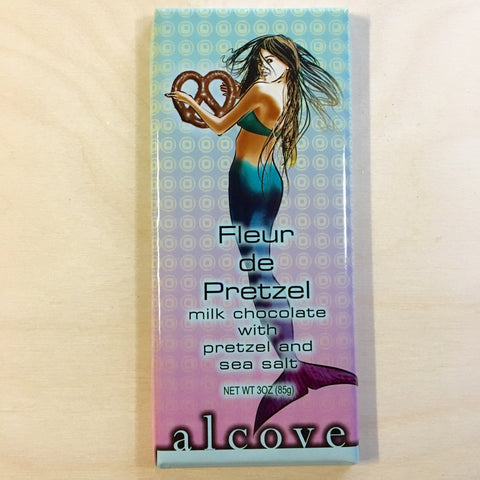 Fleur
de
Pretzel
milk chocolate
with
pretzel and
sea salt
NET WT 3OZ (85g)
alcove